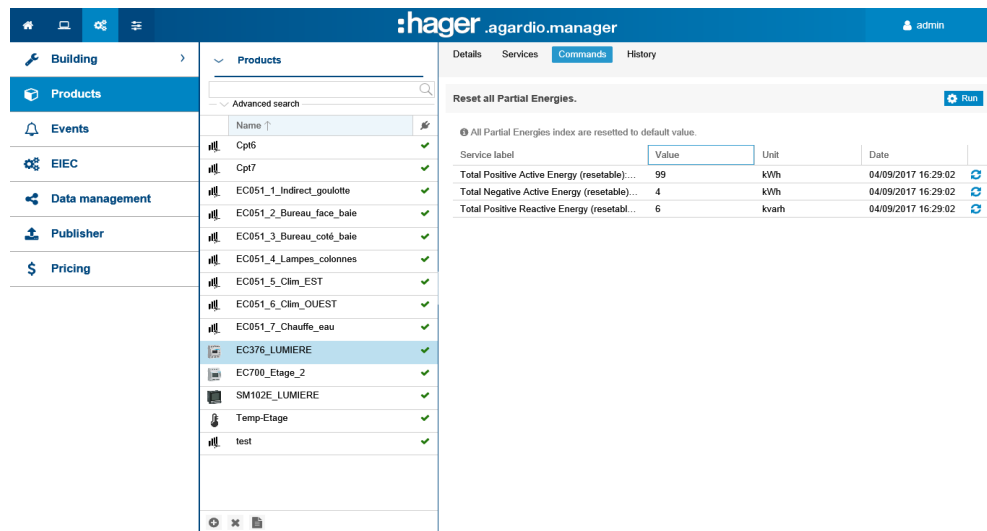 :hager .agardio.manager
admin
Building
Products
Events
EIEC
Data management
Publisher
Pricing
Products
Advanced search
Name ↑
Cpt6
Cpt7
EC051_1_Indirect_goulotte
EC051_2_Bureau_face_baie
EC051_3_Bureau_coté_baie
EC051_4_Lampes_colonnes
EC051_5_Clim_EST
EC051_6_Clim_OUEST
EC051_7_Chauffe_eau
EC376_LUMIERE
EC700_Etage_2
SM102E_LUMIERE
Temp-Etage
test
Details Services Commands History
Reset all Partial Energies. Run
All Partial Energies index are resetted to default value.
Service label Value Unit Date
Total Positive Active Energy (resetable):... 99 kWh 04/09/2017 16:29:02
Total Negative Active Energy (resetable)... 4 kWh 04/09/2017 16:29:02
Total Positive Reactive Energy (resetabl... 6 kvarh 04/09/2017 16:29:02